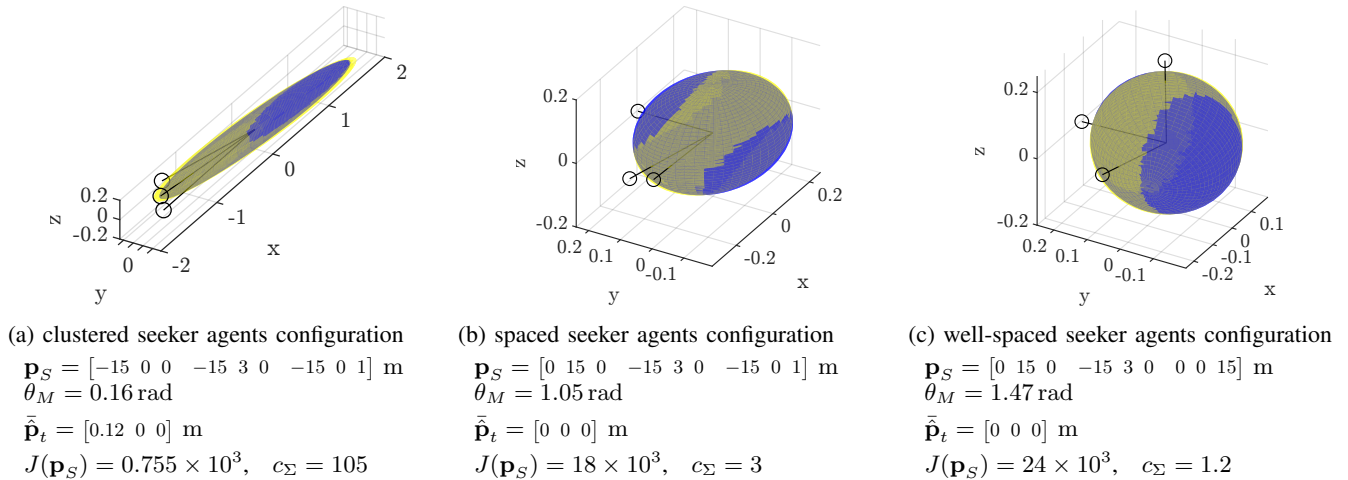 2
1
0
-1
-2
x
0.2
0
-0.2
z
0
y
0.2
0
-0.2
z
0.2
0.1
0
-0.1
y
0.2
0
-0.2
x
0.2
0
-0.2
z
0.2
0.1
0
-0.1
y
0.1
0
-0.1
-0.2
x
(a) clustered seeker agents configuration
p_S = [−15 0 0 −15 3 0 −15 0 1] m
θ_M = 0.16 rad
p̂̄_t = [0.12 0 0] m
J(p_S) = 0.755 × 10³, c_Σ = 105
(b) spaced seeker agents configuration
p_S = [0 15 0 −15 3 0 −15 0 1] m
θ_M = 1.05 rad
p̂̄_t = [0 0 0] m
J(p_S) = 18 × 10³, c_Σ = 3
(c) well-spaced seeker agents configuration
p_S = [0 15 0 −15 3 0 0 0 15] m
θ_M = 1.47 rad
p̂̄_t = [0 0 0] m
J(p_S) = 24 × 10³, c_Σ = 1.2